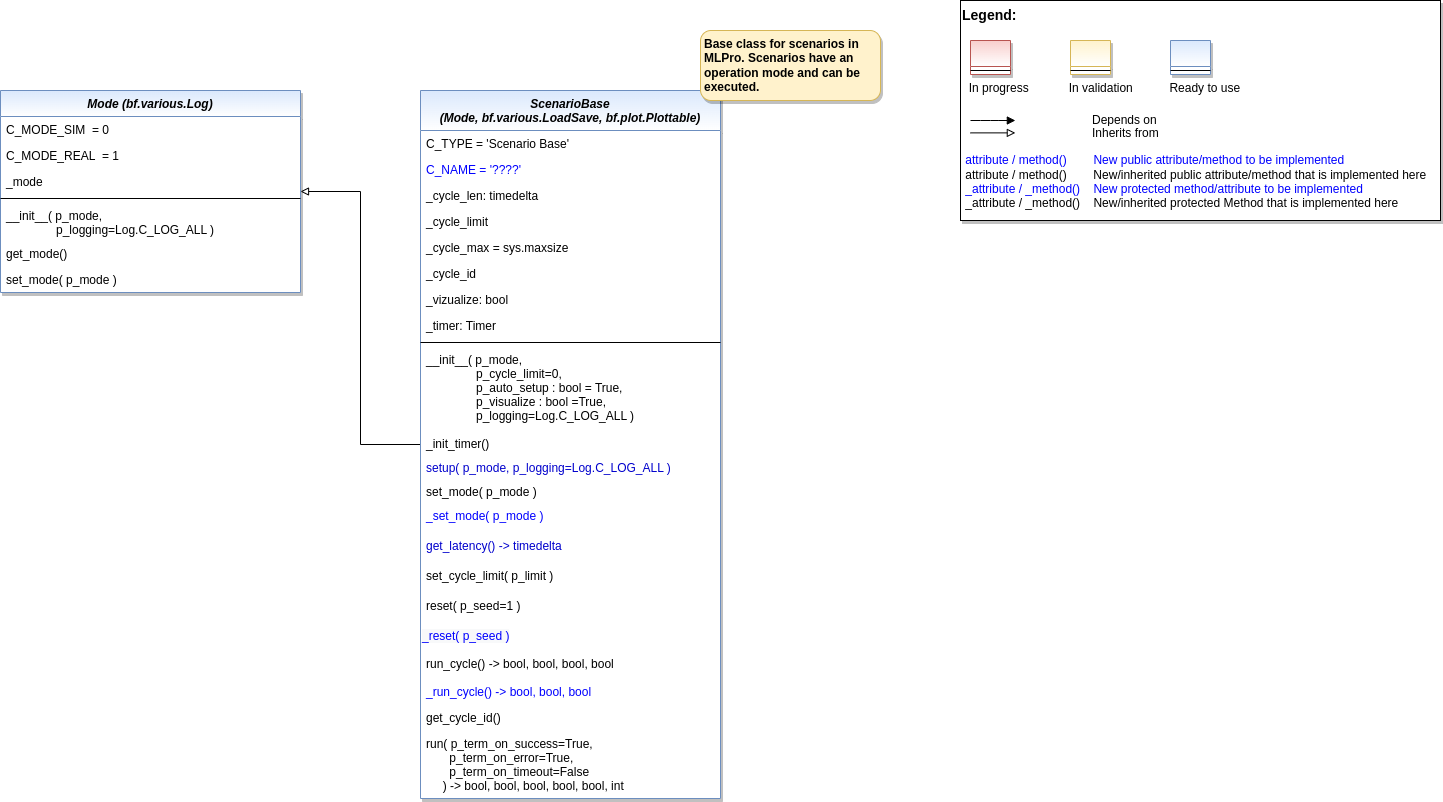 Mode (bf.various.Log)
C_MODE_SIM  = 0
C_MODE_REAL  = 1
_mode
__init__( p_mode,
p_logging=Log.C_LOG_ALL )
get_mode()
set_mode( p_mode )
Base class for scenarios in
MLPro. Scenarios have an
operation mode and can be
executed.
ScenarioBase
(Mode, bf.various.LoadSave, bf.plot.Plottable)
C_TYPE = 'Scenario Base'
C_NAME = '????'
_cycle_len: timedelta
_cycle_limit
_cycle_max = sys.maxsize
_cycle_id
_vizualize: bool
_timer: Timer
__init__( p_mode,
p_cycle_limit=0,
p_auto_setup : bool = True,
p_visualize : bool =True,
p_logging=Log.C_LOG_ALL )
_init_timer()
setup( p_mode, p_logging=Log.C_LOG_ALL )
set_mode( p_mode )
_set_mode( p_mode )
get_latency() -> timedelta
set_cycle_limit( p_limit )
reset( p_seed=1 )
_reset( p_seed )
run_cycle() -> bool, bool, bool, bool
_run_cycle() -> bool, bool, bool
get_cycle_id()
run( p_term_on_success=True,
p_term_on_error=True,
p_term_on_timeout=False
) -> bool, bool, bool, bool, bool, int
Legend:
In progress In validation Ready to use
Depends on
Inherits from
attribute / method() New public attribute/method to be implemented
attribute / method() New/inherited public attribute/method that is implemented here
_attribute / _method() New protected method/attribute to be implemented
_attribute / _method() New/inherited protected Method that is implemented here